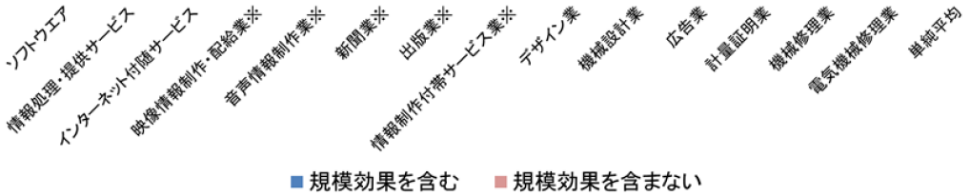 ソフトウエア
情報処理・提供サービス
インターネット付随サービス
映像情報制作・配給業※
音声情報制作業※
新聞業※
出版業※
情報制作付帯サービス業※
デザイン業
機械設計業
広告業
計量証明業
機械修理業
電気機械修理業
単純平均
規模効果を含む 規模効果を含まない